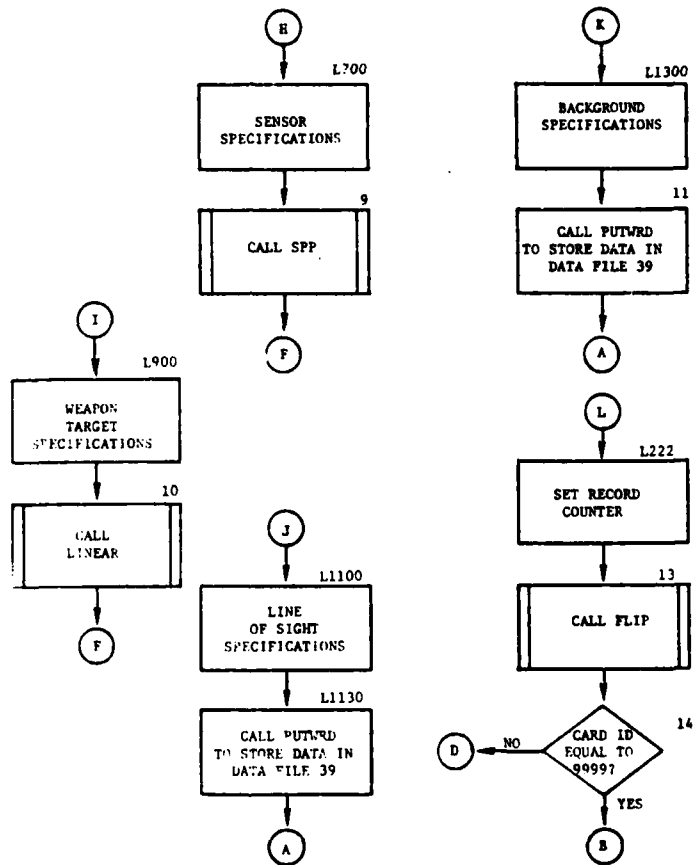 H
L700
SENSOR
SPECIFICATIONS
9
CALL SPP
F
I
L900
WEAPON
TARGET
SPECIFICATIONS
10
CALL
LINEAR
F
J
L1100
LINE
OF SIGHT
SPECIFICATIONS
L1130
CALL PUTWRD
TO STORE DATA IN
DATA FILE 39
A
K
L1300
BACKGROUND
SPECIFICATIONS
11
CALL PUTWRD
TO STORE DATA IN
DATA FILE 39
A
L
L222
SET RECORD
COUNTER
13
CALL FLIP
14
CARD ID
EQUAL TO
9999?
NO
D
YES
B